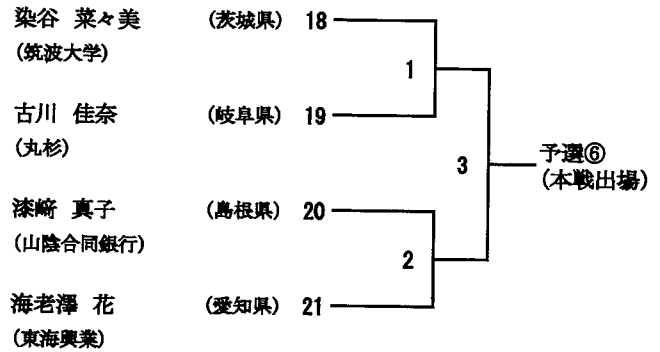 染谷 菜々美 (茨城県) 18
(筑波大学)
1
古川 佳奈 (岐阜県) 19
(丸杉)
3
予選⑥
(本戦出場)
漆﨑 真子 (島根県) 20
(山陰合同銀行)
2
海老澤 花 (愛知県) 21
(東海興業)